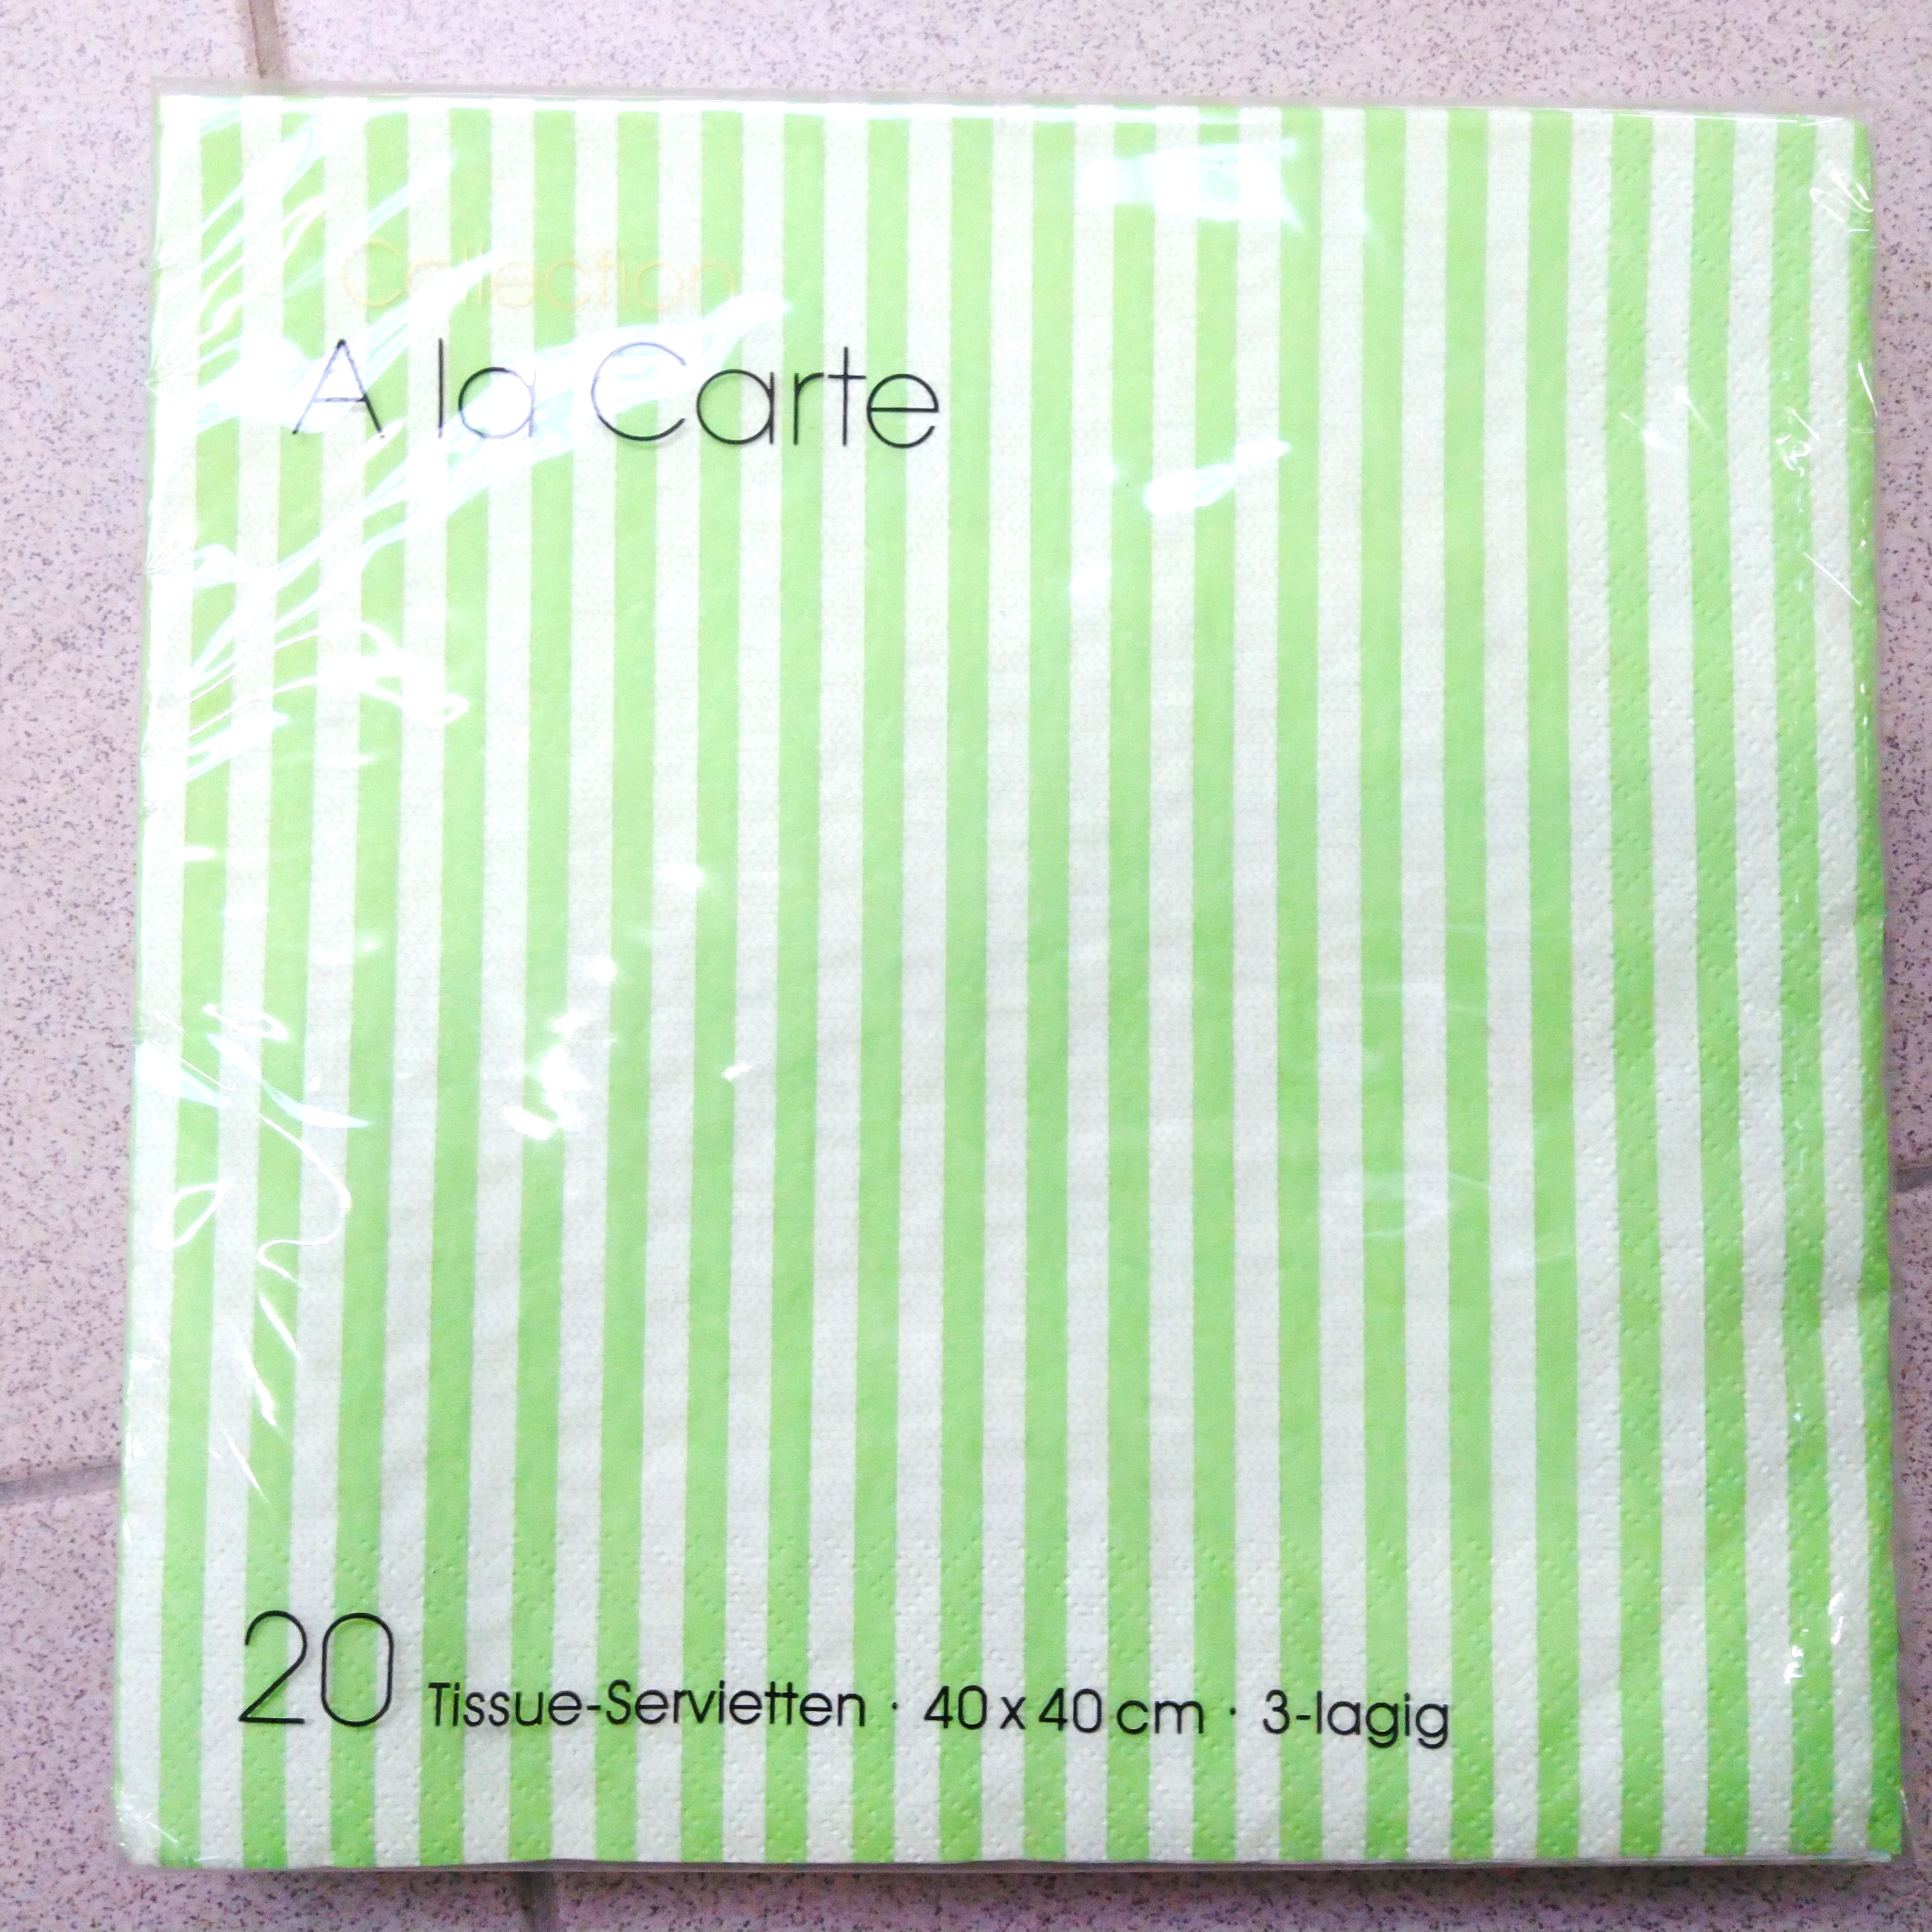 Collection
A la Carte
20 Tissue-Servietten · 40 x 40 cm · 3-lagig